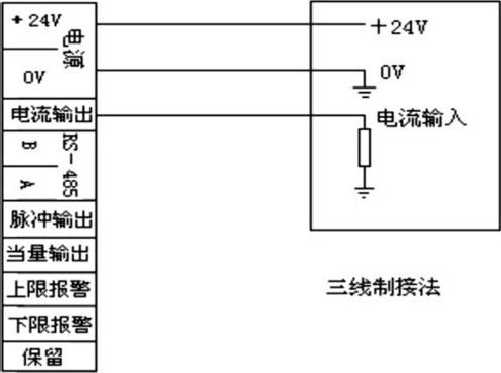 +24V
电源
0V
电流输出
B
RS-485
A
脉冲输出
当量输出
上限报警
下限报警
保留
+24V
0V
电流输入
三线制接法